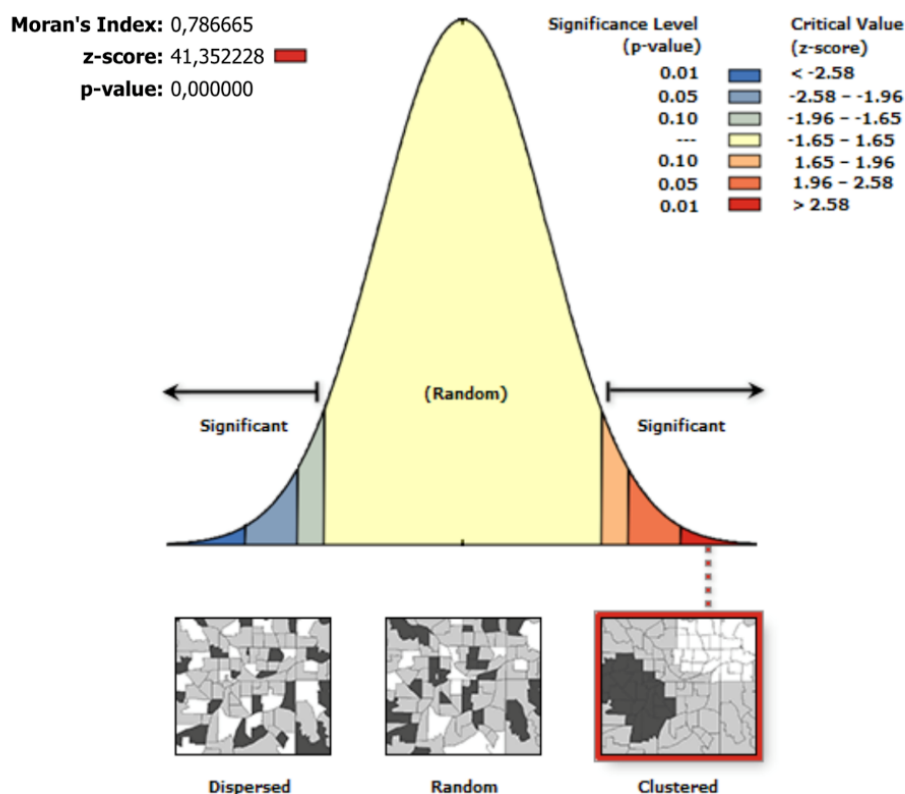 Moran's Index: 0,786665
z-score: 41,352228
p-value: 0,000000
Significance Level
(p-value)
Critical Value
(z-score)
0.01 < -2.58
0.05 -2.58 – -1.96
0.10 -1.96 – -1.65
--- -1.65 – 1.65
0.10 1.65 – 1.96
0.05 1.96 – 2.58
0.01 > 2.58
(Random)
Significant
Significant
Dispersed
Random
Clustered